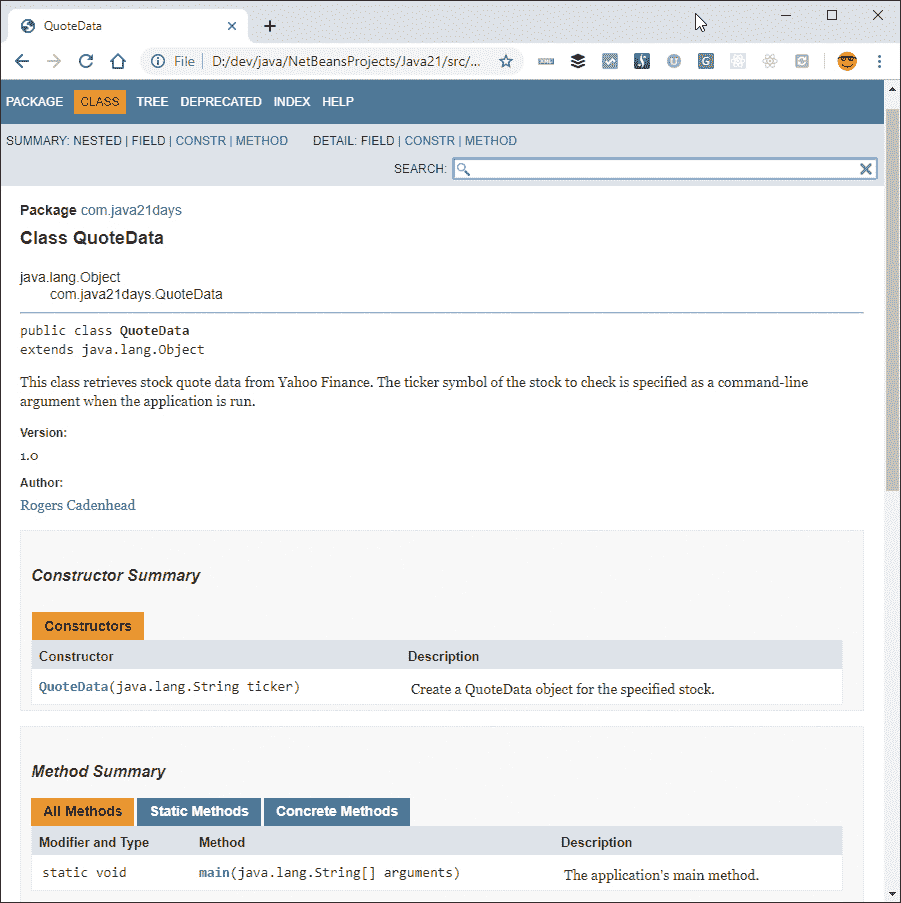 QuoteData
File D:/dev/java/NetBeansProjects/Java21/src/...
PACKAGE CLASS TREE DEPRECATED INDEX HELP
SUMMARY: NESTED | FIELD | CONSTR | METHOD DETAIL: FIELD | CONSTR | METHOD
SEARCH:
Package com.java21days
Class QuoteData
java.lang.Object
com.java21days.QuoteData
public class QuoteData
extends java.lang.Object
This class retrieves stock quote data from Yahoo Finance. The ticker symbol of the stock to check is specified as a command-line
argument when the application is run.
Version:
1.0
Author:
Rogers Cadenhead
Constructor Summary
Constructors
Constructor Description
QuoteData(java.lang.String ticker) Create a QuoteData object for the specified stock.
Method Summary
All Methods Static Methods Concrete Methods
Modifier and Type Method Description
static void main(java.lang.String[] arguments) The application's main method.